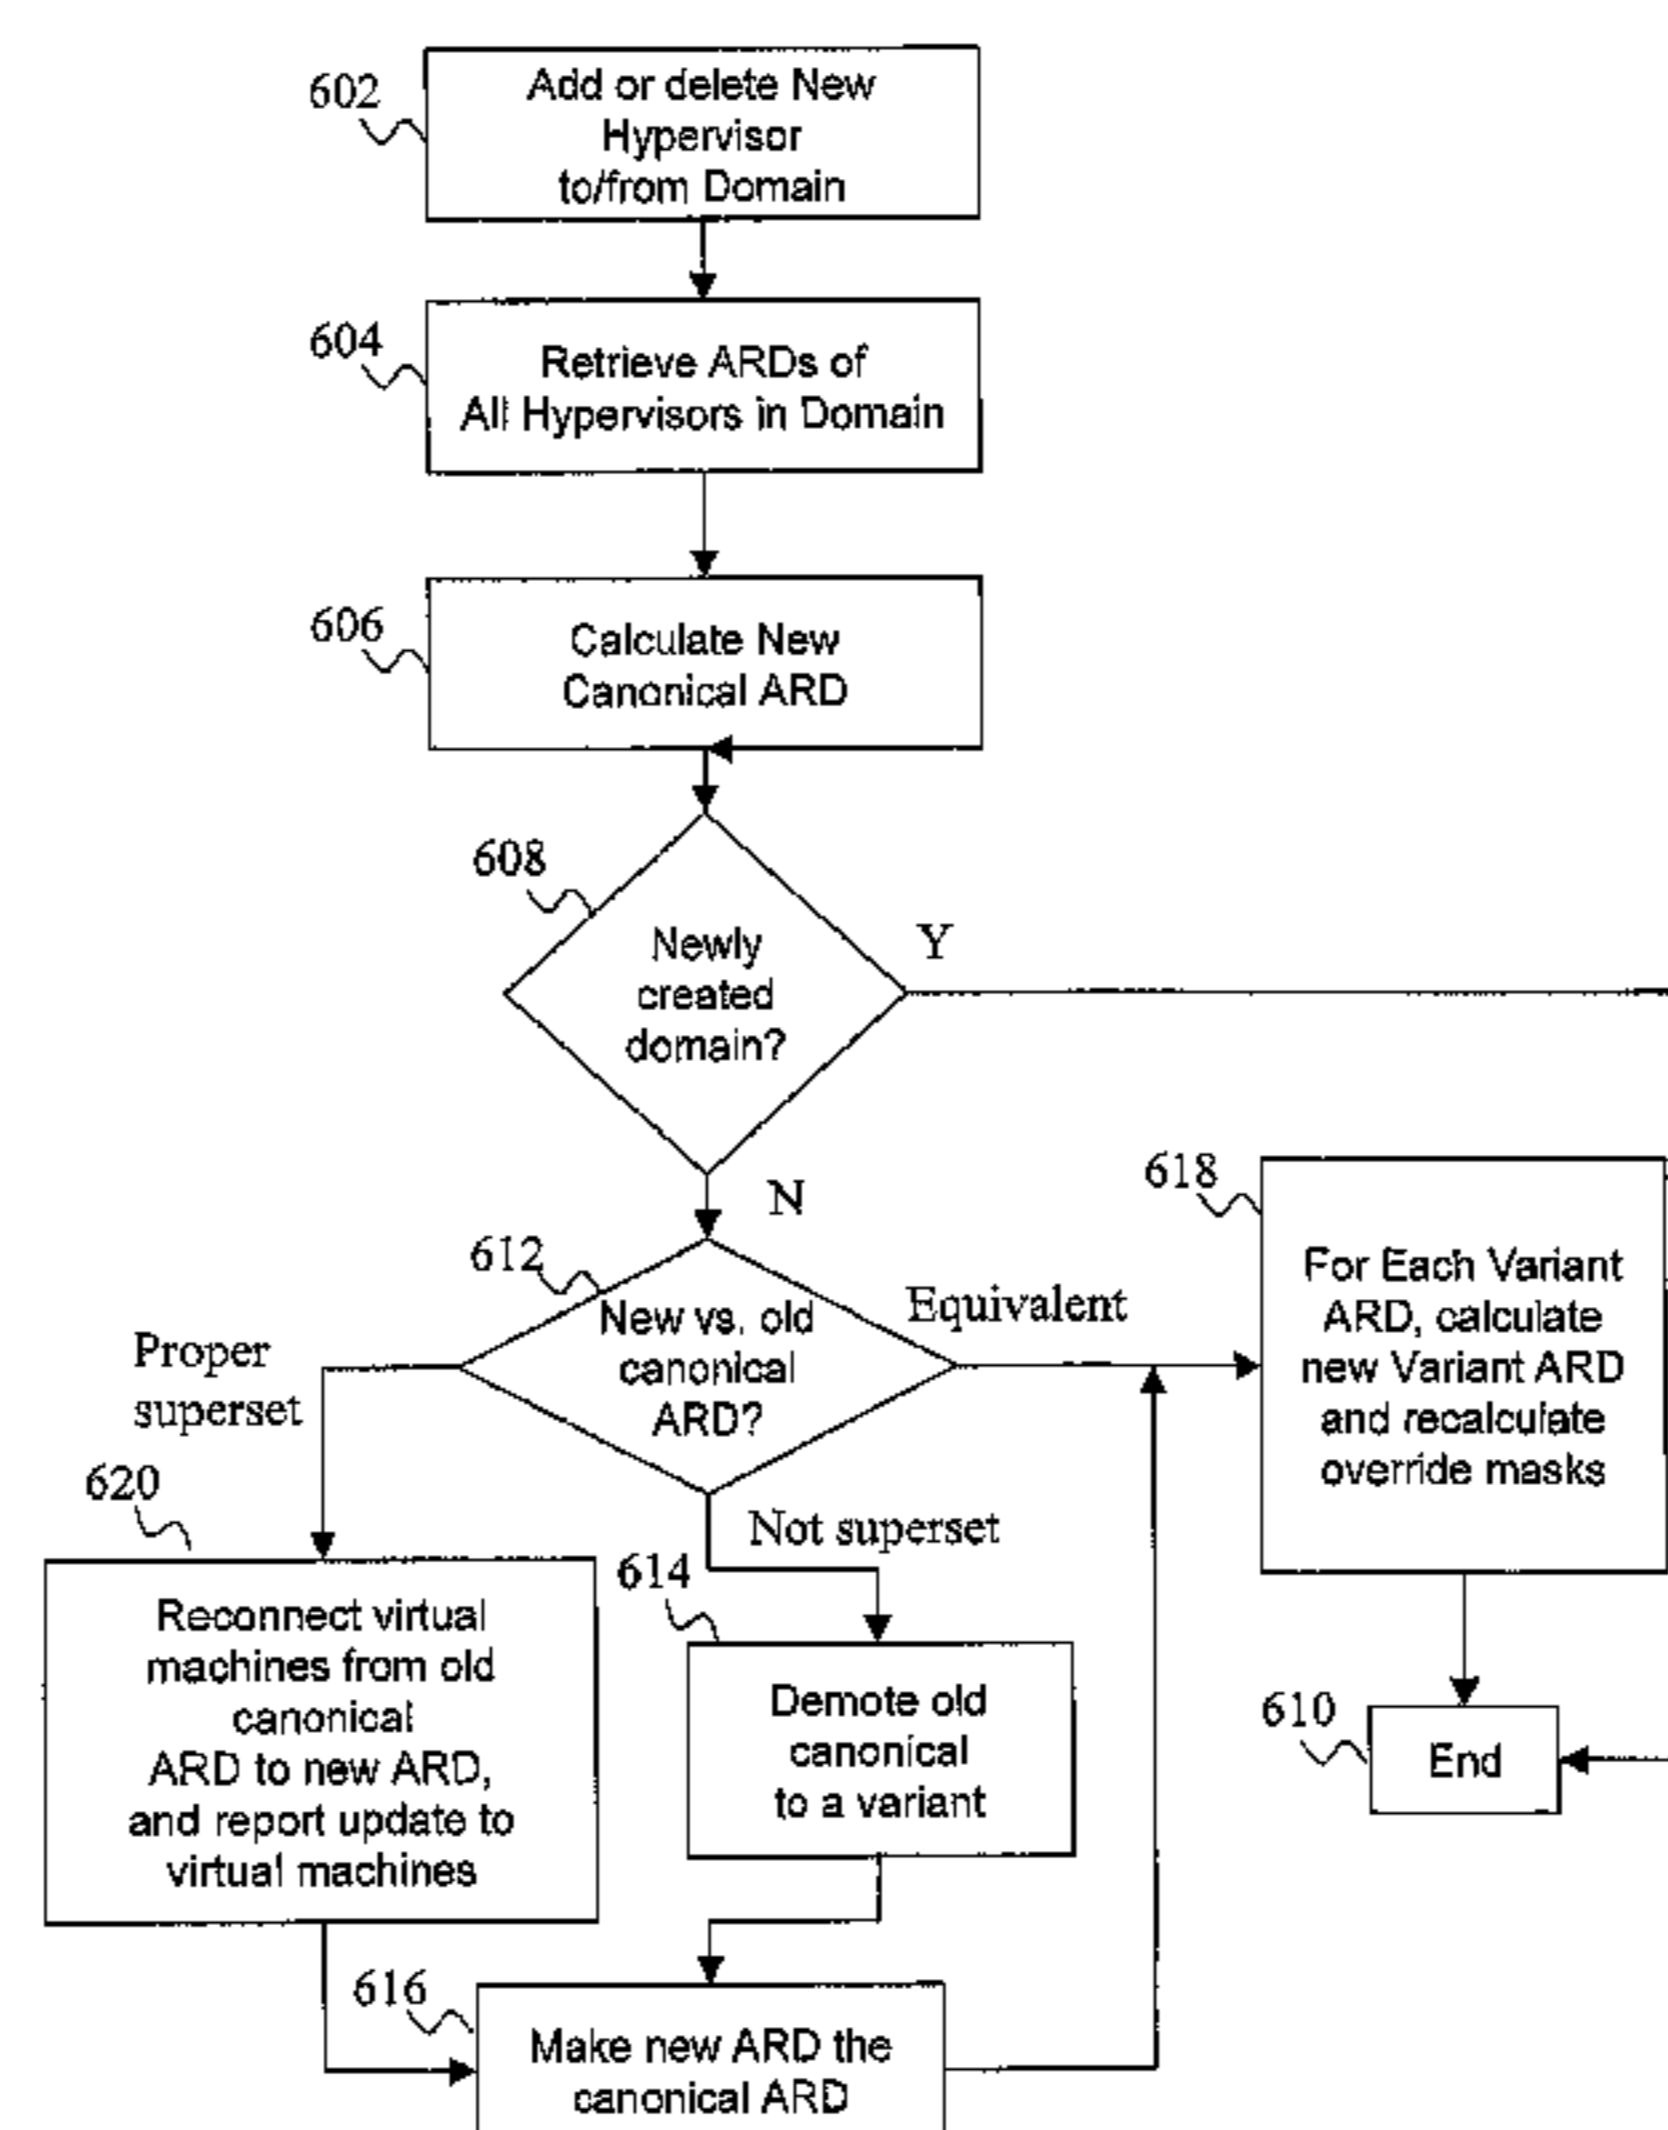 602
Add or delete New
Hypervisor
to/from Domain
604
Retrieve ARDs of
All Hypervisors in Domain
606
Calculate New
Canonical ARD
608
Newly
created
domain?
Y
N
612
New vs. old
canonical
ARD?
Equivalent
Proper
superset
Not superset
618
For Each Variant
ARD, calculate
new Variant ARD
and recalculate
override masks
620
Reconnect virtual
machines from old
canonical
ARD to new ARD,
and report update to
virtual machines
614
Demote old
canonical
to a variant
610
End
616
Make new ARD the
canonical ARD